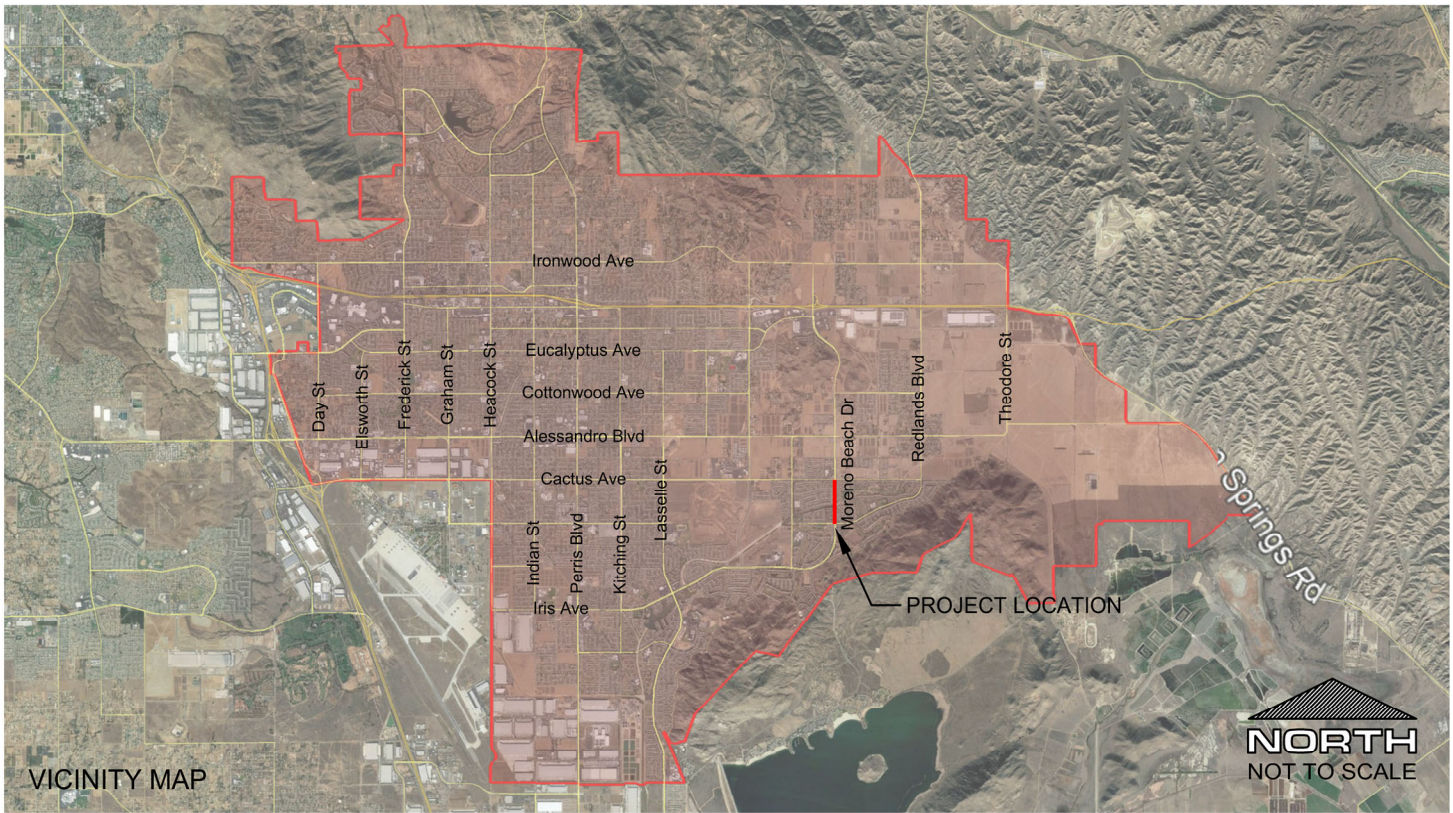 Ironwood Ave
Eucalyptus Ave
Cottonwood Ave
Alessandro Blvd
Cactus Ave
Iris Ave
Day St
Elsworth St
Frederick St
Graham St
Heacock St
Indian St
Perris Blvd
Kitching St
Lasselle St
Moreno Beach Dr
Redlands Blvd
Theodore St
Springs Rd
PROJECT LOCATION
VICINITY MAP
NORTH
NOT TO SCALE